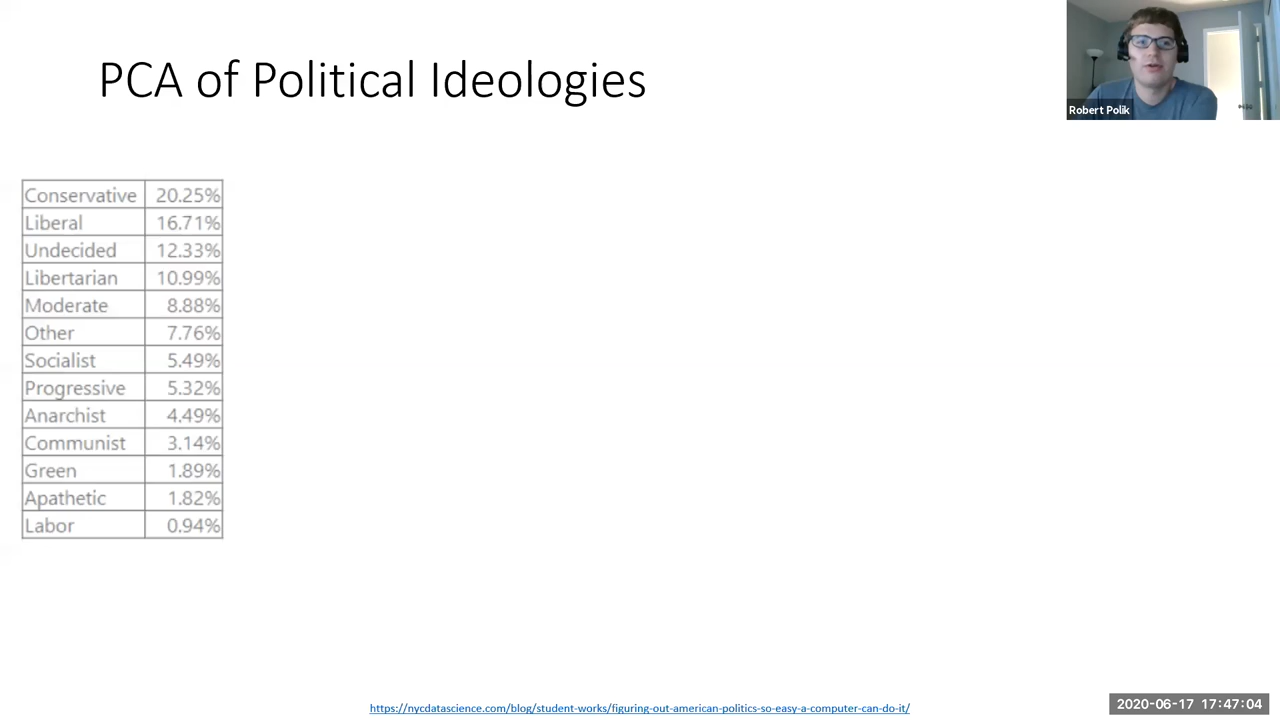 PCA of Political Ideologies
Robert Polik
Conservative 20.25%
Liberal 16.71%
Undecided 12.33%
Libertarian 10.99%
Moderate 8.88%
Other 7.76%
Socialist 5.49%
Progressive 5.32%
Anarchist 4.49%
Communist 3.14%
Green 1.89%
Apathetic 1.82%
Labor 0.94%
https://nycdatascience.com/blog/student-works/figuring-out-american-politics-so-easy-a-computer-can-do-it/
2020-06-17 17:47:04